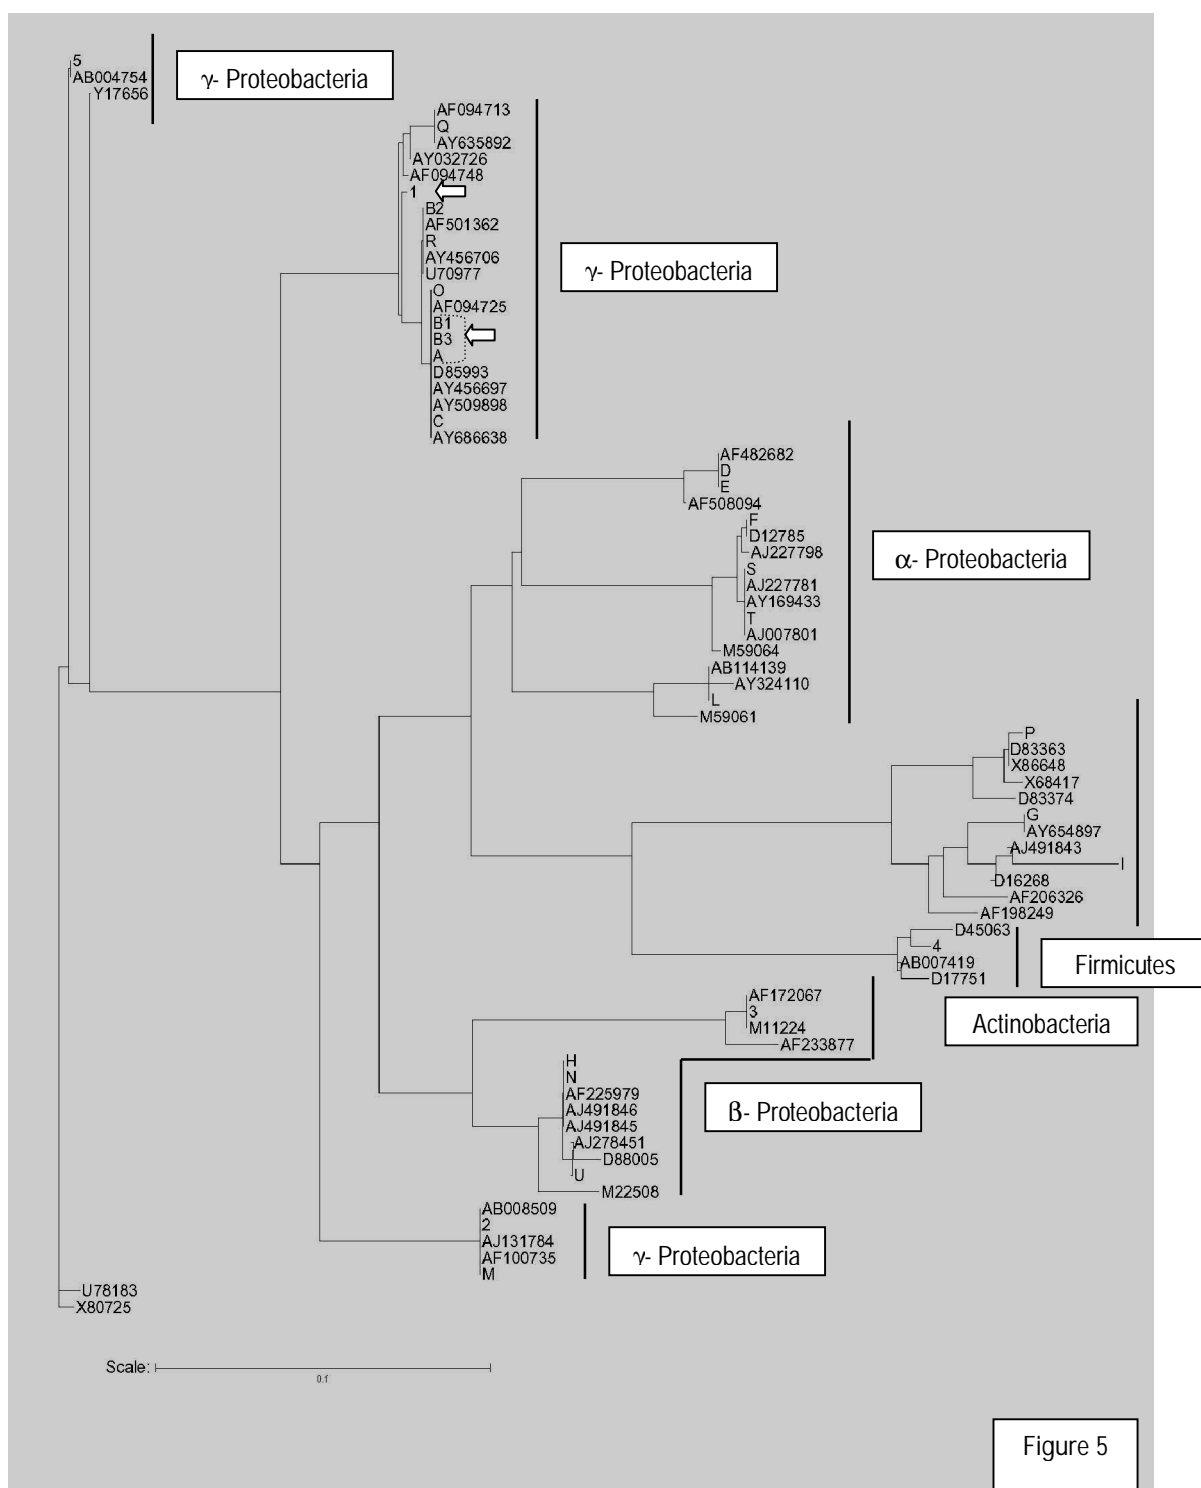 5
AB004754
Y17656
γ- Proteobacteria
AF094713
Q
AY635892
AY032726
AF094748
1
B2
AF501362
R
AY456706
U70977
O
AF094725
B1
B3
A
D85993
AY456697
AY509898
C
AY686638
γ- Proteobacteria
AF482682
D
E
AF508094
F
D12785
AJ227798
S
AJ227781
AY169433
T
AJ007801
M59064
AB114139
AY324110
L
M59061
α- Proteobacteria
P
D83363
X86648
X68417
D83374
G
AY654897
AJ491843
I
D16268
AF206326
AF198249
Firmicutes
D45063
4
AB007419
D17751
Actinobacteria
AF172067
3
M11224
AF233877
H
N
AF225979
AJ491846
AJ491845
AJ278451
D88005
U
M22508
ß- Proteobacteria
AB008509
2
AJ131784
AF100735
M
γ- Proteobacteria
U78183
X80725
Scale:
0.1
Figure 5